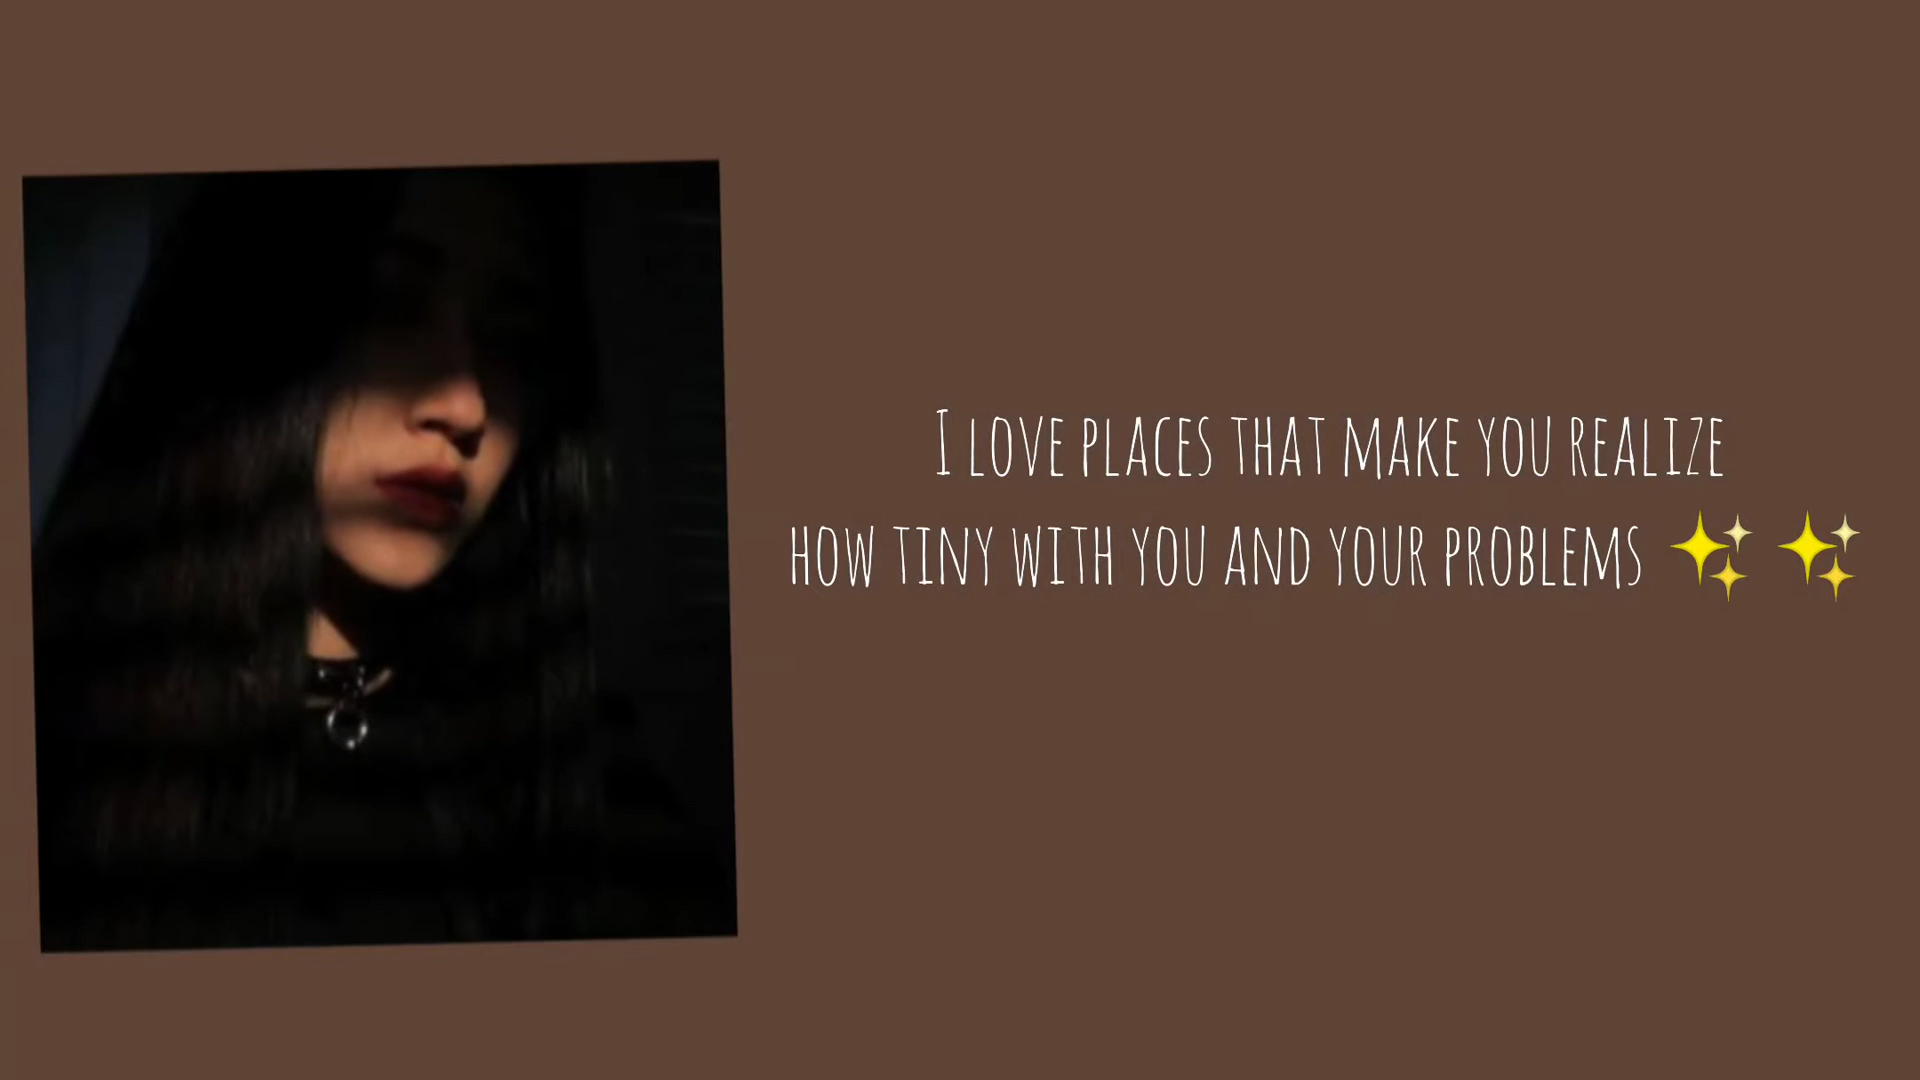 I LOVE PLACES THAT MAKE YOU REALIZE
HOW TINY WITH YOU AND YOUR PROBLEMS ✨ ✨